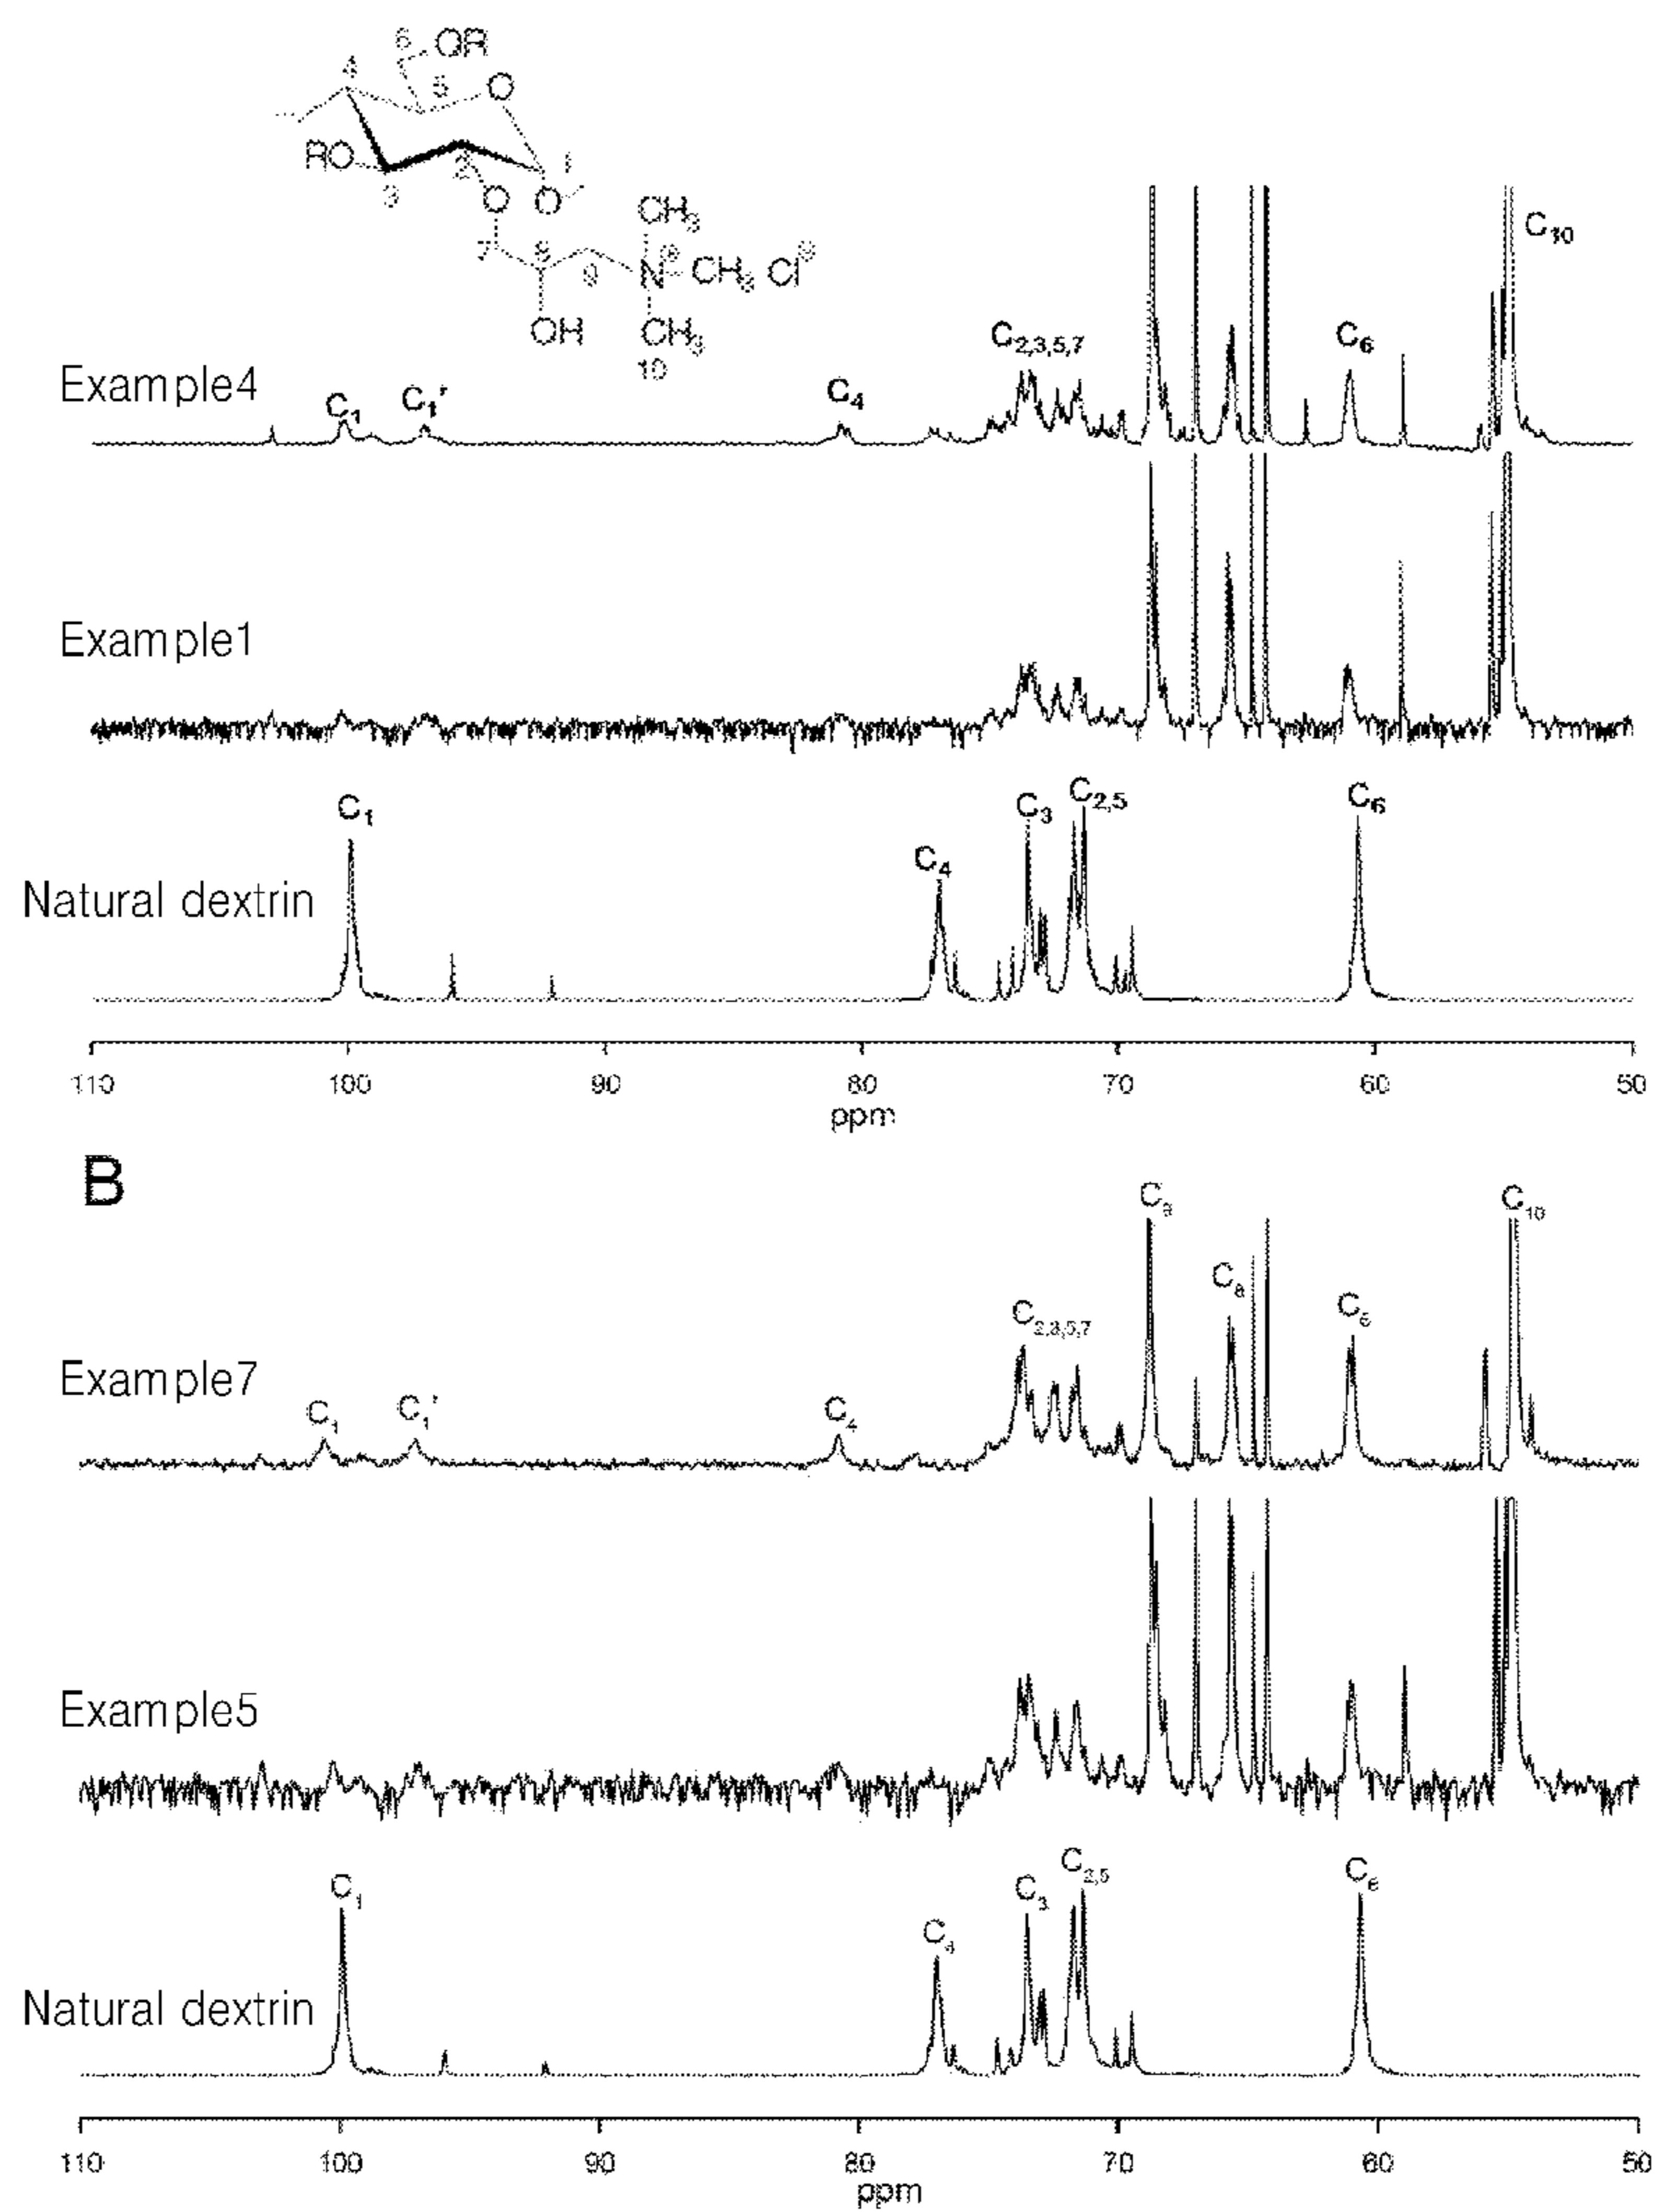 6 OR
4
5 O
RO
2 1
3
O O
CH3
7 8 9 N⊕ CH3 Cl⊖
OH CH3
10
C10
C2,3,5,7
C6
Example4
C1 C1' C4
Example1
C1 C3 C2,5 C6
C4
Natural dextrin
110 100 90 80 70 60 50
ppm
B
C9 C10
C8
C2,3,5,7 C6
Example7
C1 C1' C4
Example5
C1 C3 C2,5 C6
C4
Natural dextrin
110 100 90 80 70 60 50
ppm